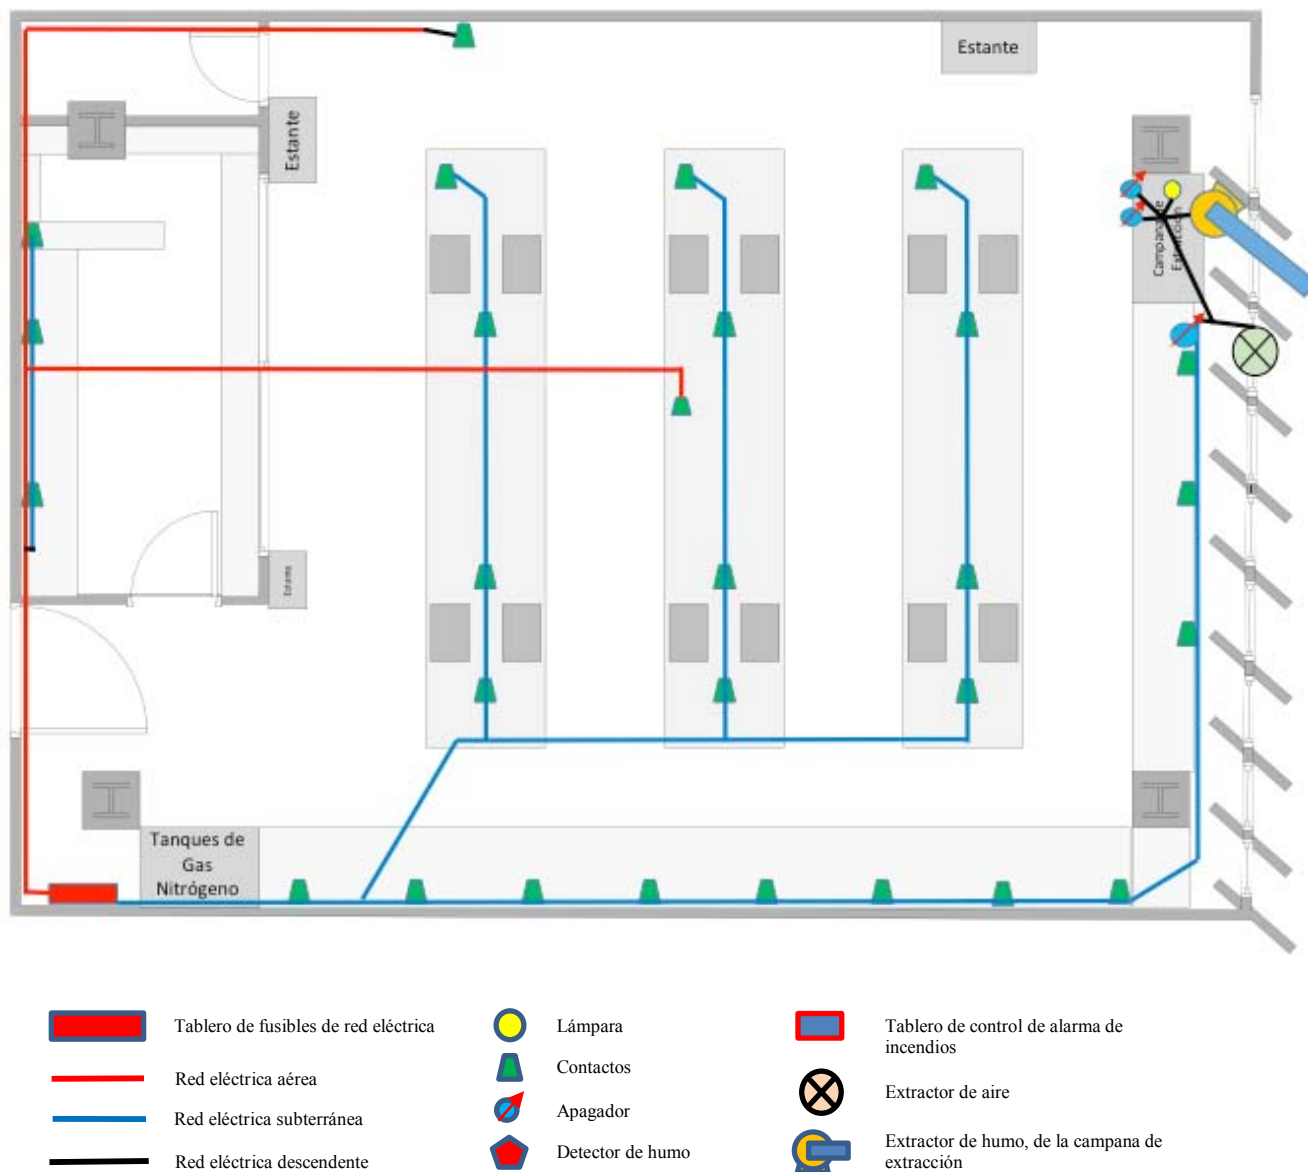 Estante
Estante
Campana de
Extracción
Estante
Tanques de
Gas
Nitrógeno
Tablero de fusibles de red eléctrica
Red eléctrica aérea
Red eléctrica subterránea
Red eléctrica descendente
Lámpara
Contactos
Apagador
Detector de humo
Tablero de control de alarma de
incendios
Extractor de aire
Extractor de humo, de la campana de
extracción